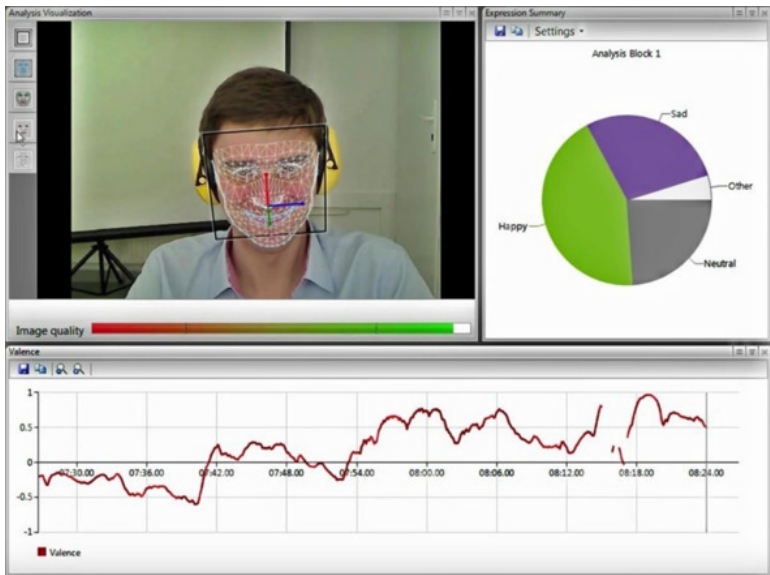 Analysis Visualization
Image quality
Expression Summary
Settings
Analysis Block 1
Sad
Other
Happy
Neutral
Valence
1
0.5
0
-0.5
-1
07:30.00 07:36.00 07:42.00 07:48.00 07:54.00 08:00.00 08:06.00 08:12.00 08:18.00 08:24.00
Valence